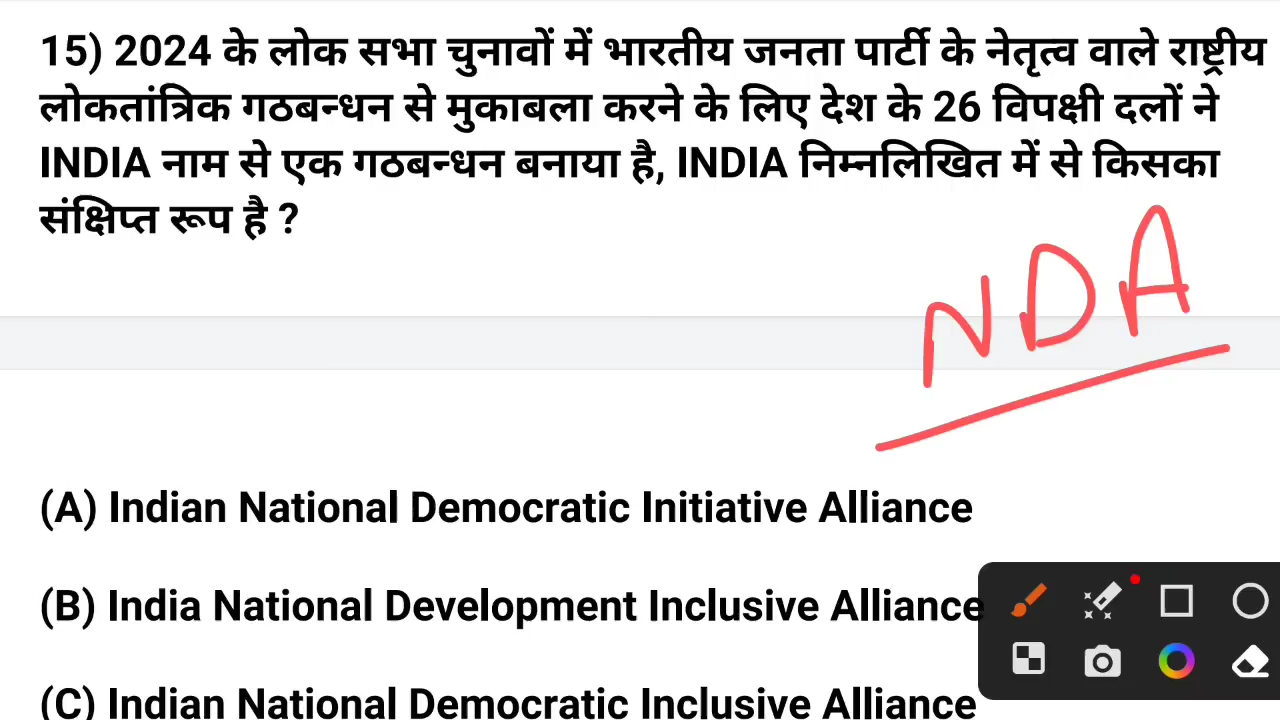 15) 2024 के लोक सभा चुनावों में भारतीय जनता पार्टी के नेतृत्व वाले राष्ट्रीय
लोकतांत्रिक गठबन्धन से मुकाबला करने के लिए देश के 26 विपक्षी दलों ने
INDIA नाम से एक गठबन्धन बनाया है, INDIA निम्नलिखित में से किसका
संक्षिप्त रूप है ?
NDA
(A) Indian National Democratic Initiative Alliance
(B) India National Development Inclusive Alliance
(C) Indian National Democratic Inclusive Alliance